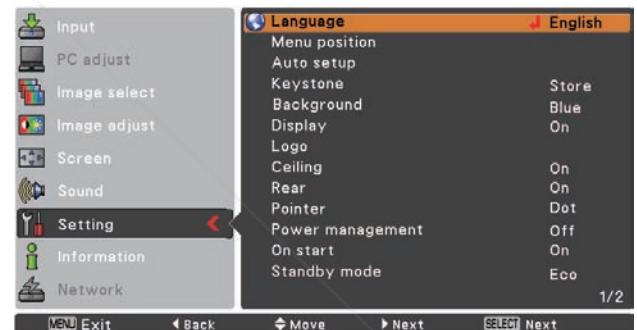 Input
PC adjust
Image select
Image adjust
Screen
Sound
Setting
Information
Network
Language English
Menu position
Auto setup
Keystone Store
Background Blue
Display On
Logo
Ceiling On
Rear On
Pointer Dot
Power management Off
On start On
Standby mode Eco
1/2
MENU Exit Back Move Next SELECT Next